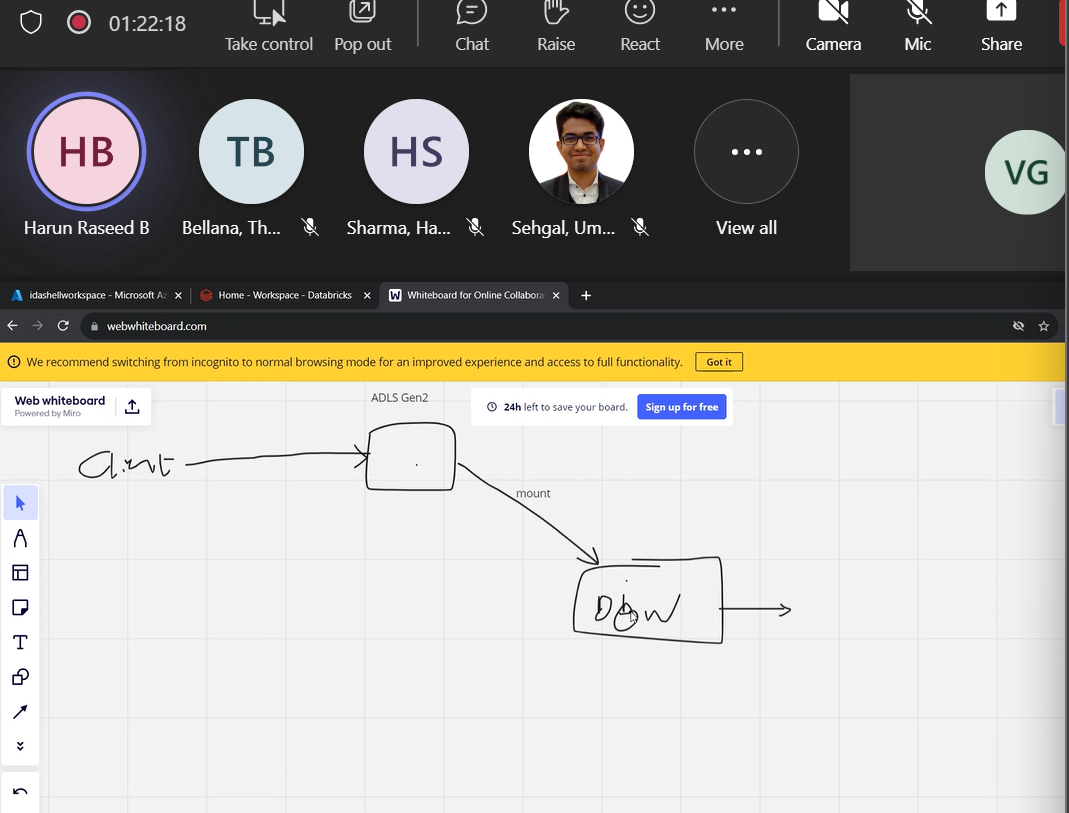 01:22:18
Take control
Pop out
Chat
Raise
React
More
Camera
Mic
Share
HB
TB
HS
VG
Harun Raseed B
Bellana, Th...
Sharma, Ha...
Sehgal, Um...
View all
idashellworkspace - Microsoft Az
Home - Workspace - Databricks
Whiteboard for Online Collabora
webwhiteboard.com
We recommend switching from incognito to normal browsing mode for an improved experience and access to full functionality.
Got it
Web whiteboard
Powered by Miro
ADLS Gen2
24h left to save your board.
Sign up for free
Client
mount